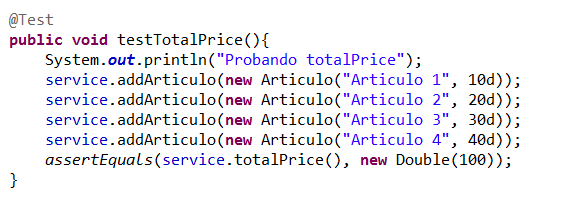 @Test
public void testTotalPrice(){
System.out.println("Probando totalPrice");
service.addArticulo(new Articulo("Articulo 1", 10d));
service.addArticulo(new Articulo("Articulo 2", 20d));
service.addArticulo(new Articulo("Articulo 3", 30d));
service.addArticulo(new Articulo("Articulo 4", 40d));
assertEquals(service.totalPrice(), new Double(100));
}